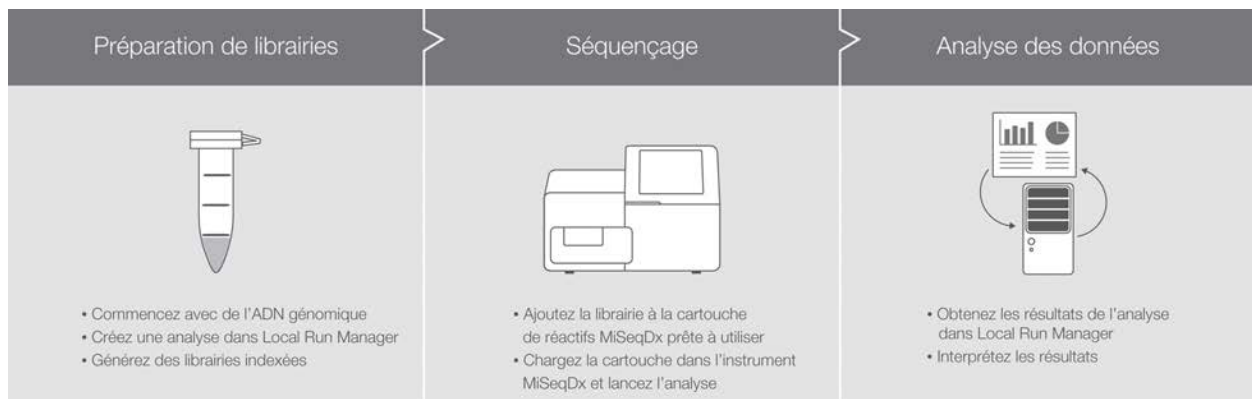 Préparation de librairies
Séquençage
Analyse des données
• Commencez avec de l'ADN génomique
• Créez une analyse dans Local Run Manager
• Générez des librairies indexées
• Ajoutez la librairie à la cartouche
de réactifs MiSeqDx prête à utiliser
• Chargez la cartouche dans l'instrument
MiSeqDx et lancez l'analyse
• Obtenez les résultats de l'analyse
dans Local Run Manager
• Interprétez les résultats